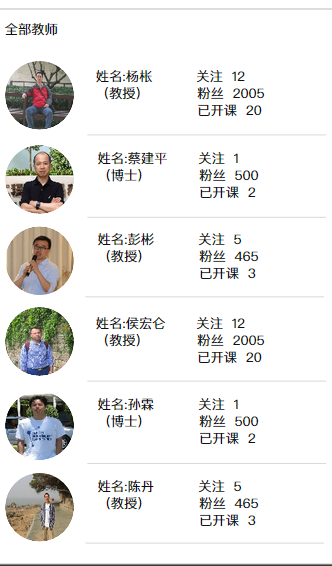 全部教师
姓名:杨枨 关注 12
（教授） 粉丝 2005
已开课 20
姓名:蔡建平 关注 1
（博士） 粉丝 500
已开课 2
姓名:彭彬 关注 5
（教授） 粉丝 465
已开课 3
姓名:侯宏仑 关注 12
（教授） 粉丝 2005
已开课 20
姓名:孙霖 关注 1
（博士） 粉丝 500
已开课 2
姓名:陈丹 关注 5
（教授） 粉丝 465
已开课 3